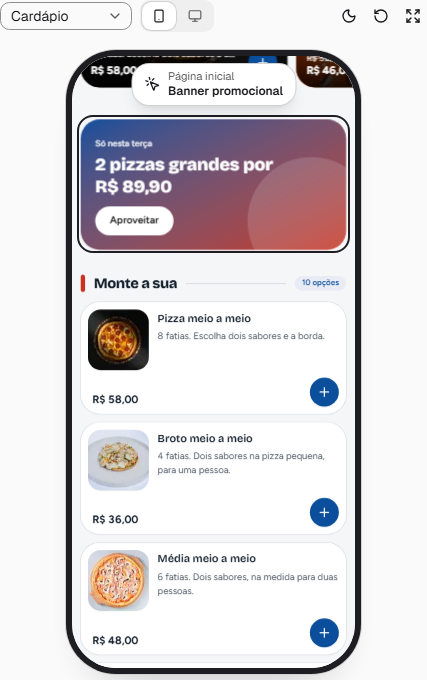 Cardápio
R$ 58,00
R$ 46,0
Página inicial
Banner promocional
Só nesta terça
2 pizzas grandes por
R$ 89,90
Aproveitar
Monte a sua
10 opções
Pizza meio a meio
8 fatias. Escolha dois sabores e a borda.
R$ 58,00
Broto meio a meio
4 fatias. Dois sabores na pizza pequena,
para uma pessoa.
R$ 36,00
Média meio a meio
6 fatias. Dois sabores, na medida para duas
pessoas.
R$ 48,00